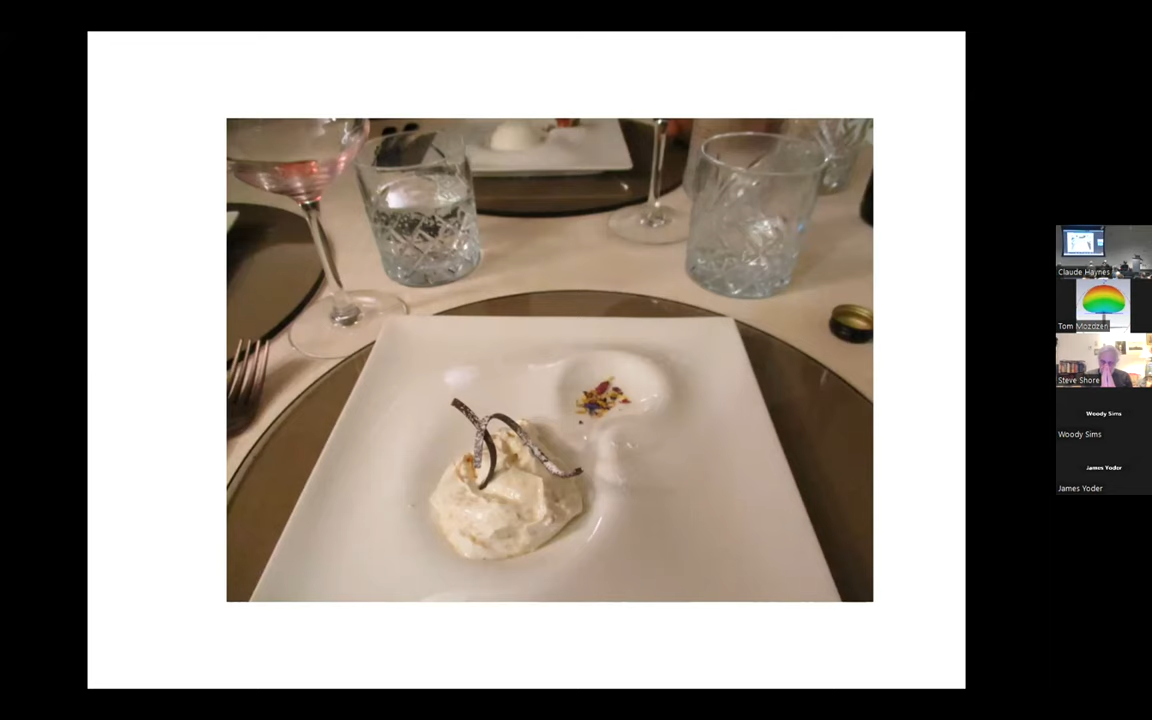 Claude Haynes
Tom Mozdzen
Steve Shore
Woody Sims
Woody Sims
James Yoder
James Yoder